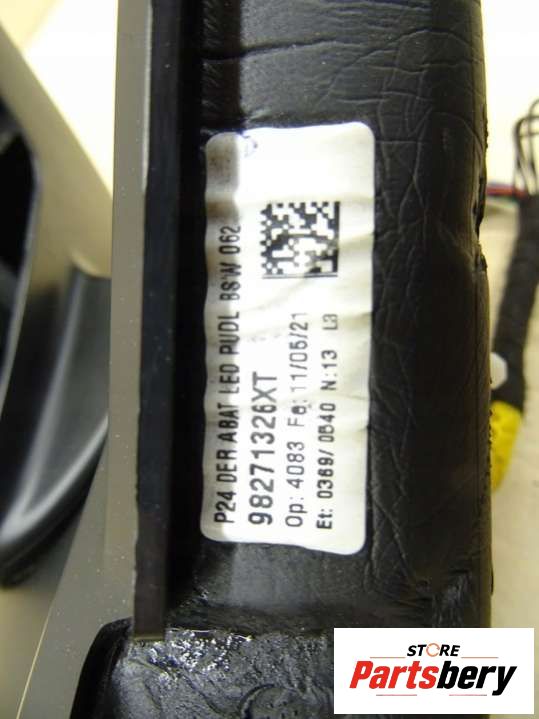 P24 DER ABAT LED PUDL BSW 062
98271326XT
Op: 4083 Fe: 11/05/21
Et: 0369/0540 N:13 L3
STORE
Partsbery